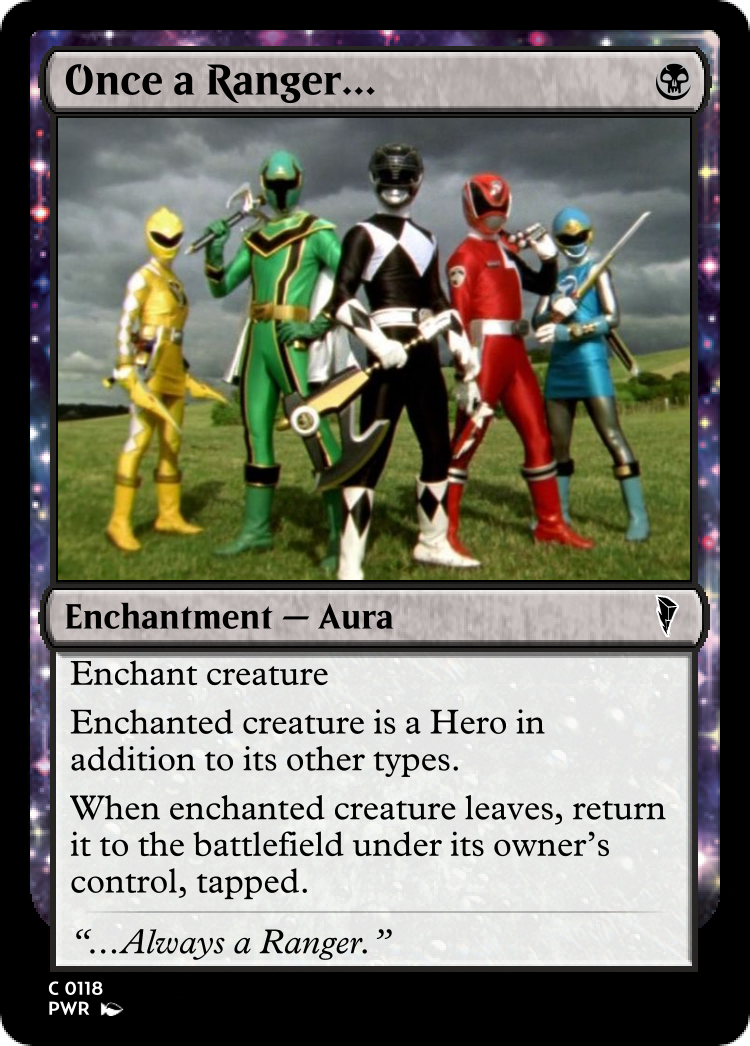 Once a Ranger...
Enchantment — Aura
Enchant creature
Enchanted creature is a Hero in
addition to its other types.
When enchanted creature leaves, return
it to the battlefield under its owner’s
control, tapped.
“...Always a Ranger.”
C 0118
PWR